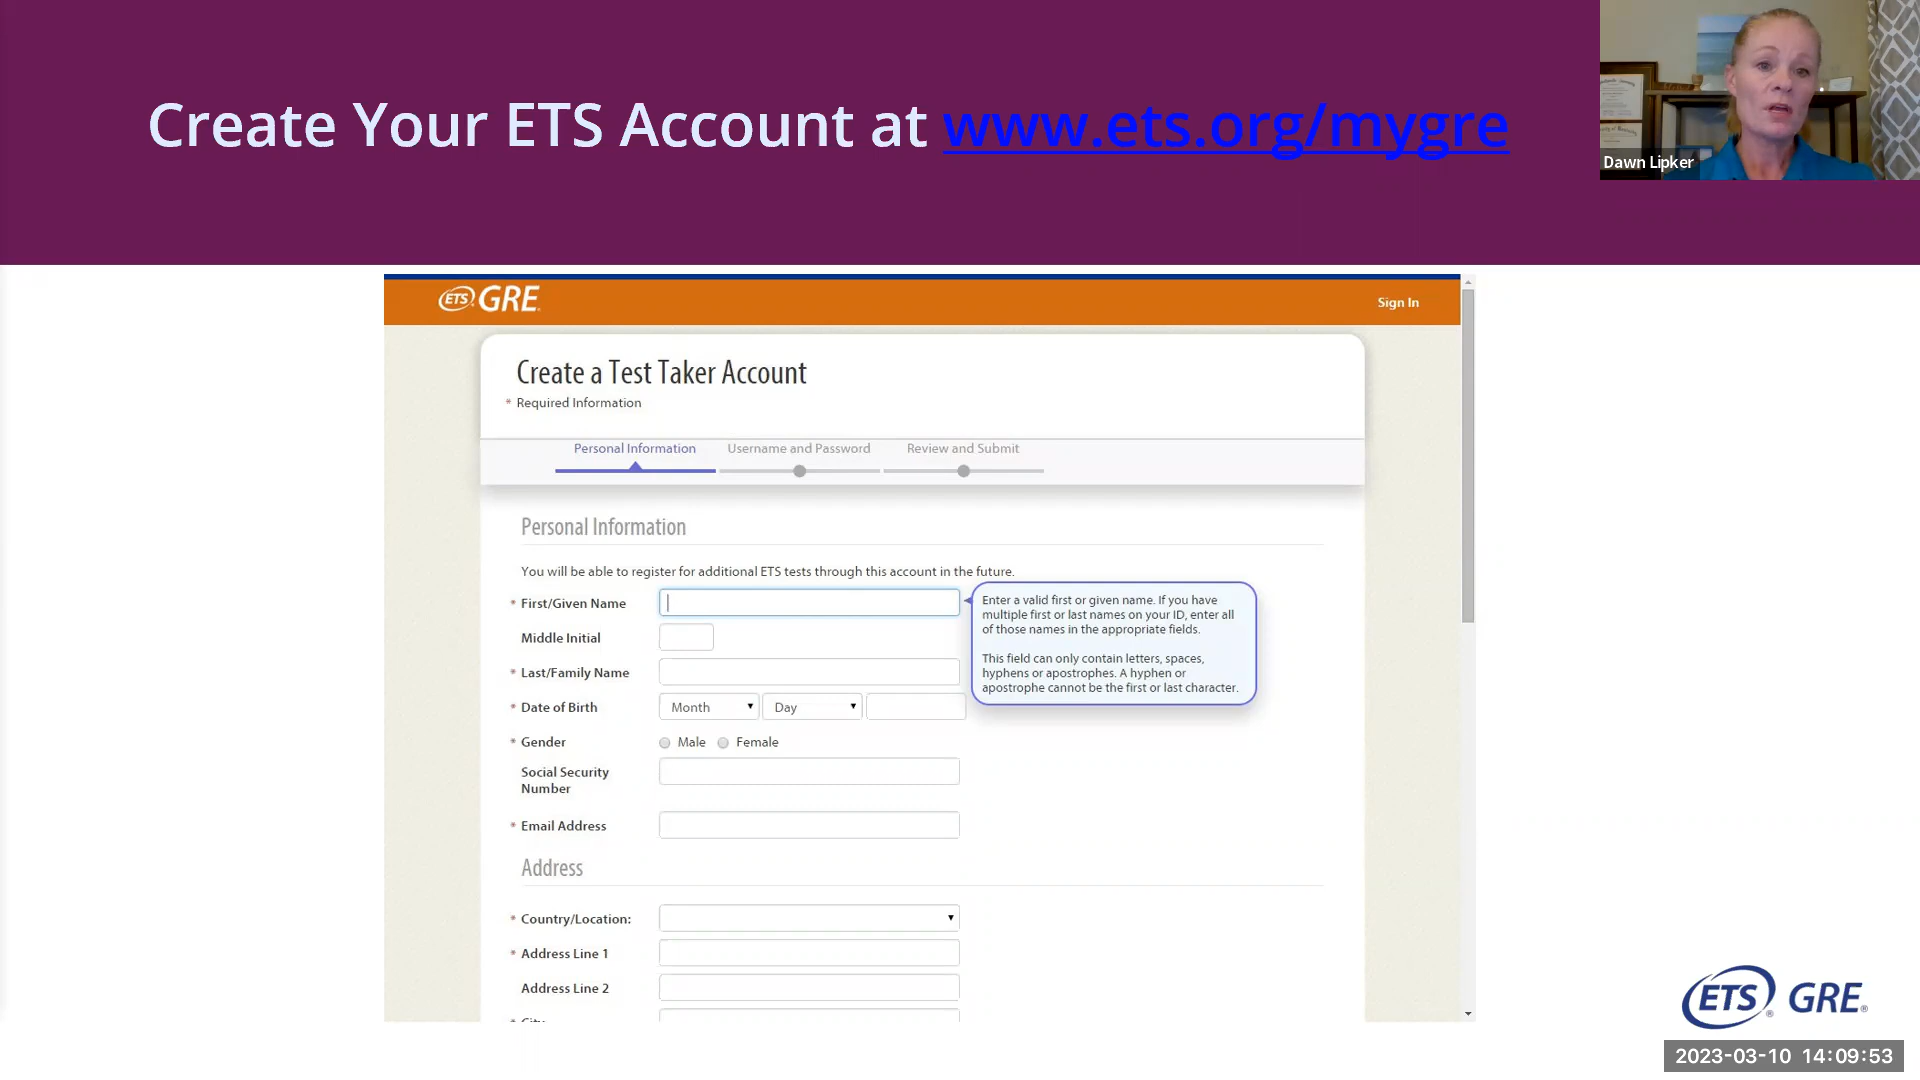 Create Your ETS Account at www.ets.org/mygre
Dawn Lipker
ETS GRE
Sign In
Create a Test Taker Account
* Required Information
Personal Information
Username and Password
Review and Submit
Personal Information
You will be able to register for additional ETS tests through this account in the future.
* First/Given Name
Enter a valid first or given name. If you have
multiple first or last names on your ID, enter all
of those names in the appropriate fields.
This field can only contain letters, spaces,
hyphens or apostrophes. A hyphen or
apostrophe cannot be the first or last character.
Middle Initial
* Last/Family Name
* Date of Birth
Month
Day
* Gender
Male
Female
Social Security
Number
* Email Address
Address
* Country/Location:
* Address Line 1
Address Line 2
ETS® GRE®
2023-03-10 14:09:53